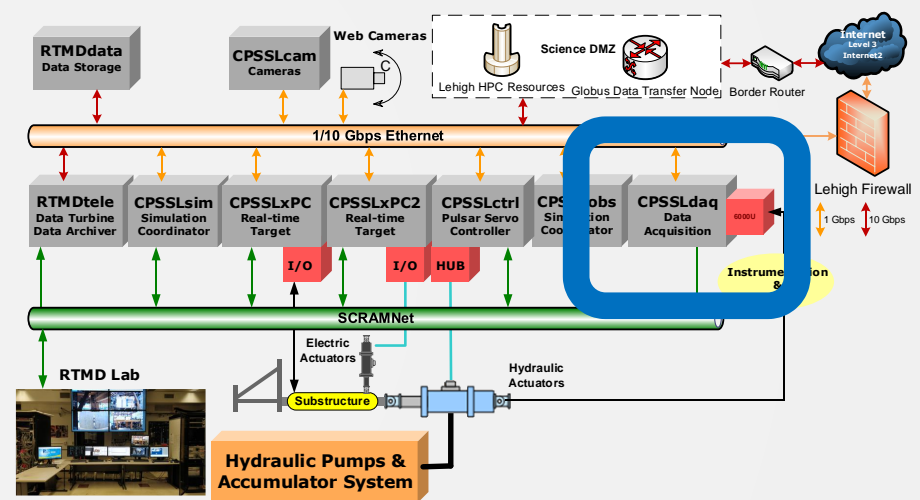 RTMDdata
Data Storage
CPSSLcam
Cameras
Web Cameras
C
Science DMZ
Lehigh HPC Resources
Globus Data Transfer Node
Border Router
Internet
Level 3
Internet2
1/10 Gbps Ethernet
Lehigh Firewall
1 Gbps
10 Gbps
RTMDtele
Data Turbine
Data Archiver
CPSSLsim
Simulation
Coordinator
CPSSLxPC
Real-time
Target
CPSSLxPC2
Real-time
Target
CPSSLctrl
Pulsar Servo
Controller
CPSSLdaq
Data
Acquisition
6000U
I/O
I/O
HUB
&
SCRAMNet
Electric
Actuators
Hydraulic
Actuators
RTMD Lab
Substructure
Hydraulic Pumps &
Accumulator System